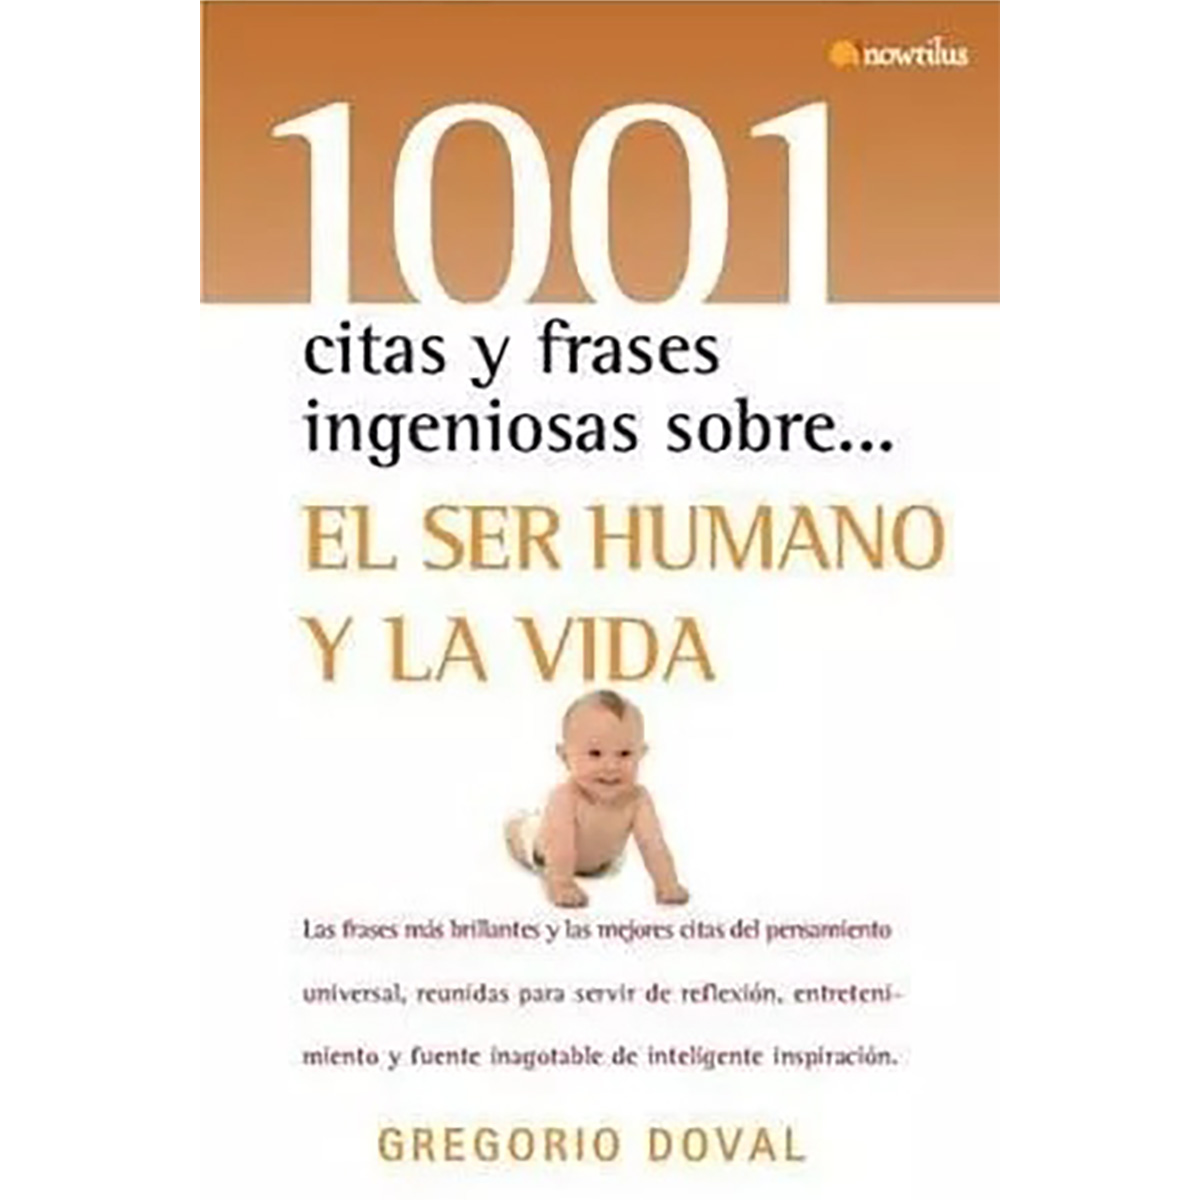 nowtilus
1001
citas y frases
ingeniosas sobre...
EL SER HUMANO
Y LA VIDA
Las frases más brillantes y las mejores citas del pensamiento
universal, reunidas para servir de reflexión, entreteni-
miento y fuente inagotable de inteligente inspiración.
GREGORIO DOVAL